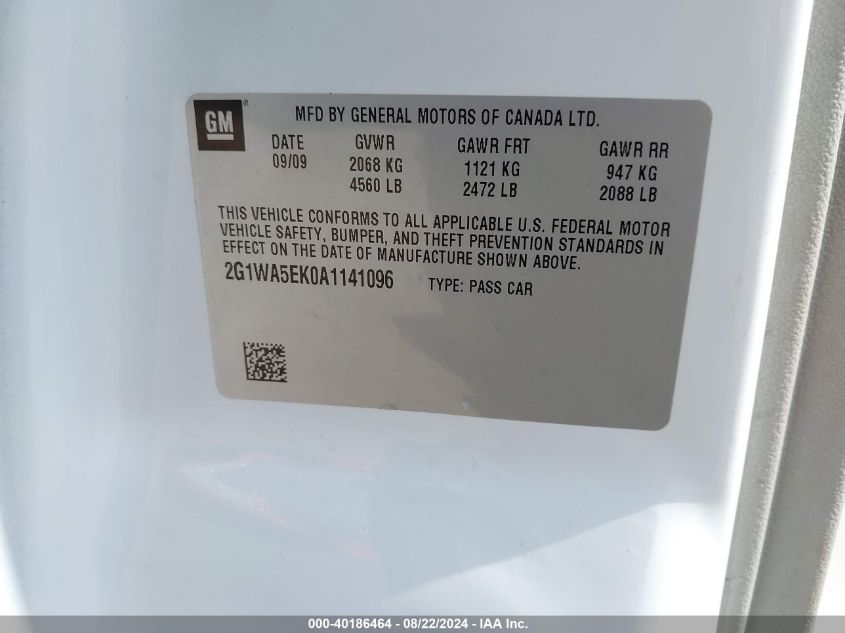 GM®
MFD BY GENERAL MOTORS OF CANADA LTD.
DATE GVWR GAWR FRT GAWR RR
09/09 2068 KG 1121 KG 947 KG
4560 LB 2472 LB 2088 LB
THIS VEHICLE CONFORMS TO ALL APPLICABLE U.S. FEDERAL MOTOR
VEHICLE SAFETY, BUMPER, AND THEFT PREVENTION STANDARDS IN
EFFECT ON THE DATE OF MANUFACTURE SHOWN ABOVE.
2G1WA5EK0A1141096 TYPE: PASS CAR
000-40186464 - 08/22/2024 - IAA Inc.